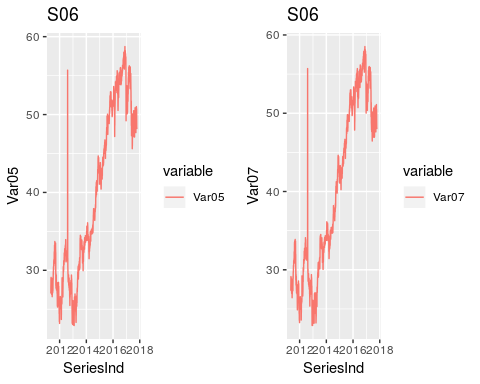 S06
Var05
60
50
40
30
2012 2014 2016 2018
SeriesInd
variable
Var05
S06
Var07
60
50
40
30
2012 2014 2016 2018
SeriesInd
variable
Var07